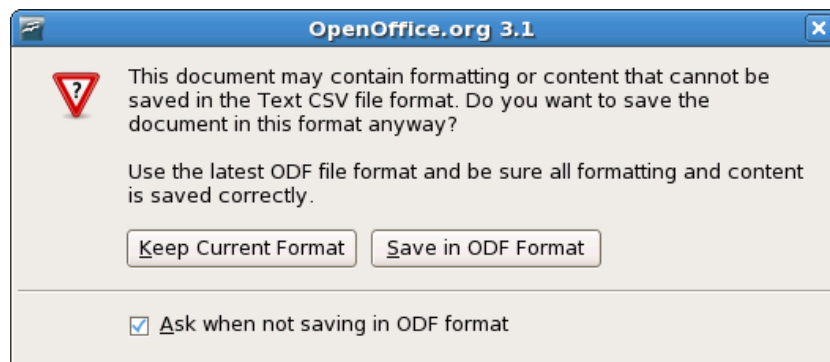 OpenOffice.org 3.1
This document may contain formatting or content that cannot be
saved in the Text CSV file format. Do you want to save the
document in this format anyway?
Use the latest ODF file format and be sure all formatting and content
is saved correctly.
Keep Current Format
Save in ODF Format
Ask when not saving in ODF format